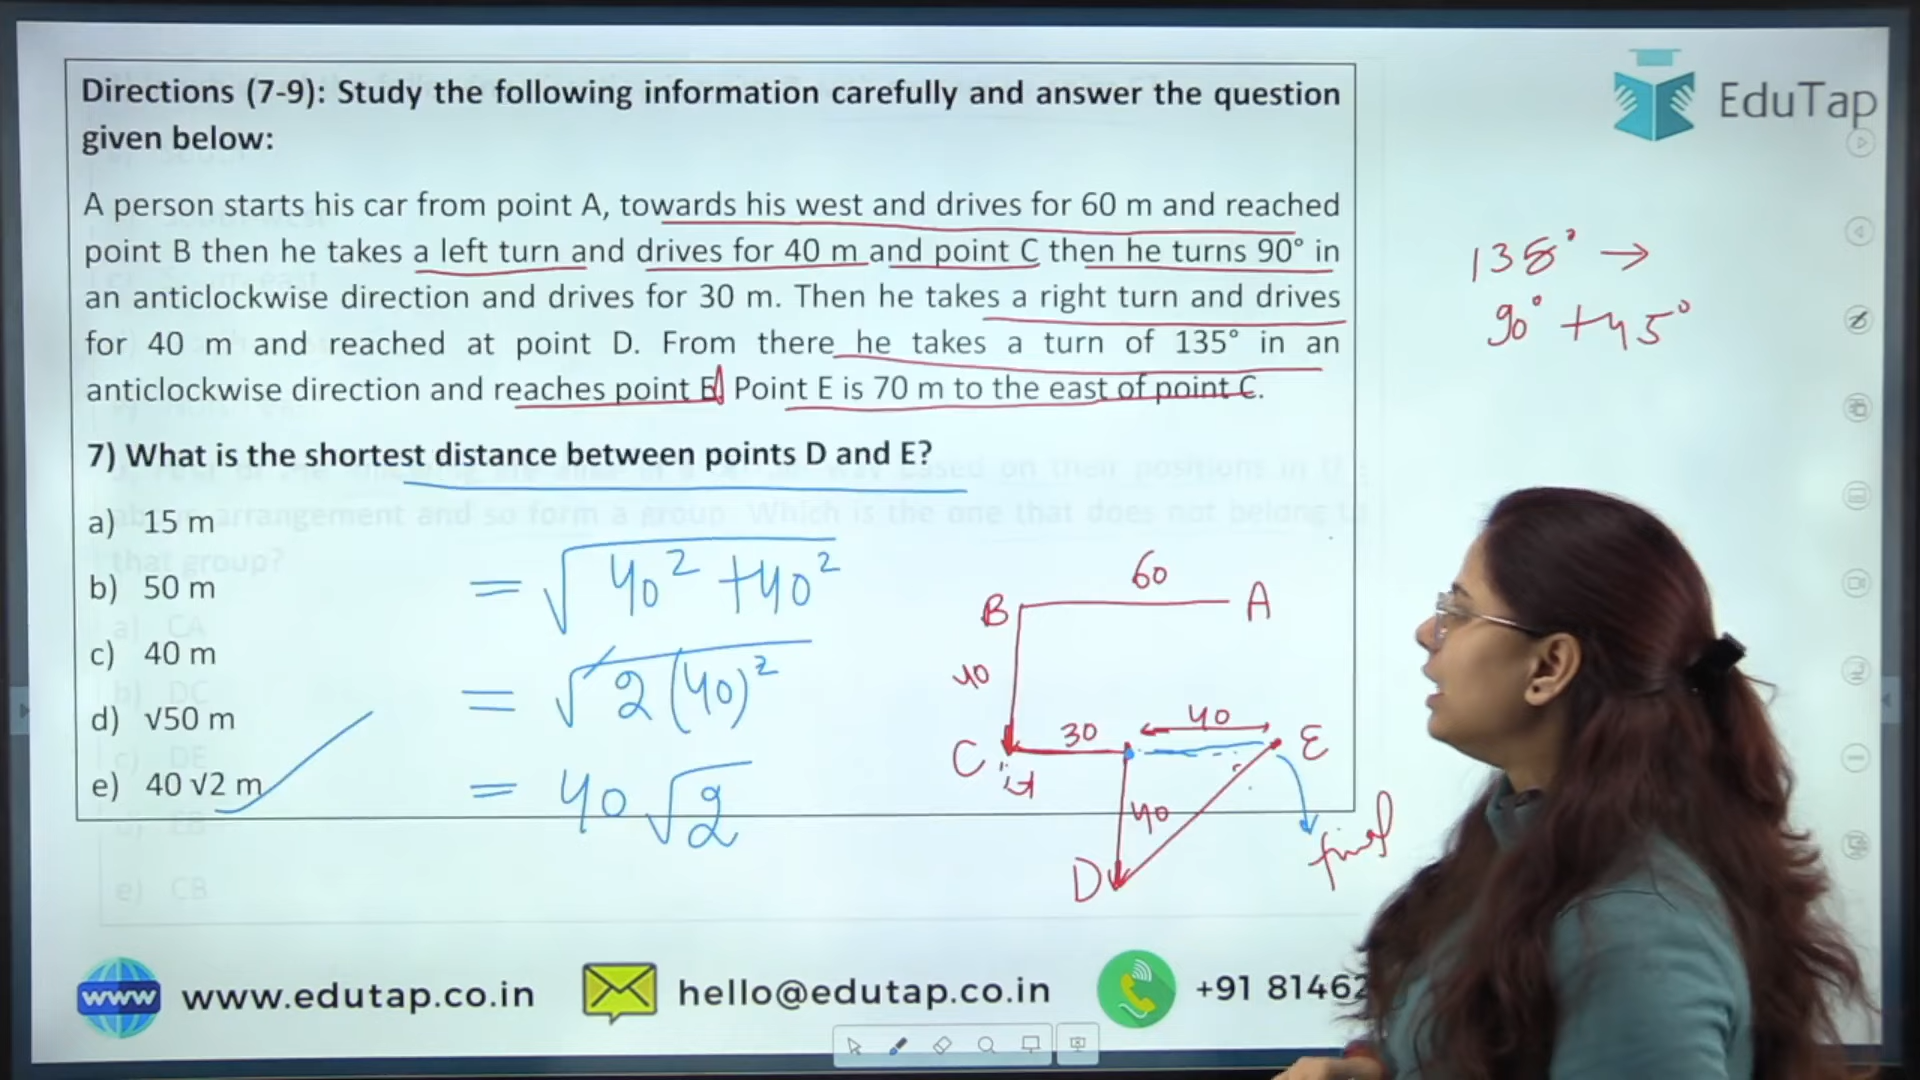 EduTap
Directions (7-9): Study the following information carefully and answer the question
given below:
A person starts his car from point A, towards his west and drives for 60 m and reached
point B then he takes a left turn and drives for 40 m and point C then he turns 90° in
an anticlockwise direction and drives for 30 m. Then he takes a right turn and drives
for 40 m and reached at point D. From there he takes a turn of 135° in an
anticlockwise direction and reaches point E. Point E is 70 m to the east of point C.
135° →
90° + 45°
7) What is the shortest distance between points D and E?
a) 15 m
b) 50 m
c) 40 m
d) √50 m
e) 40 √2 m
= √40² + 40²
= √2 (40)²
= 40 √2
60
B A
40
C 30 40 E
40
D
final
a) CA
b) DC
c) DE
e) CB
www www.edutap.co.in hello@edutap.co.in +91 8146